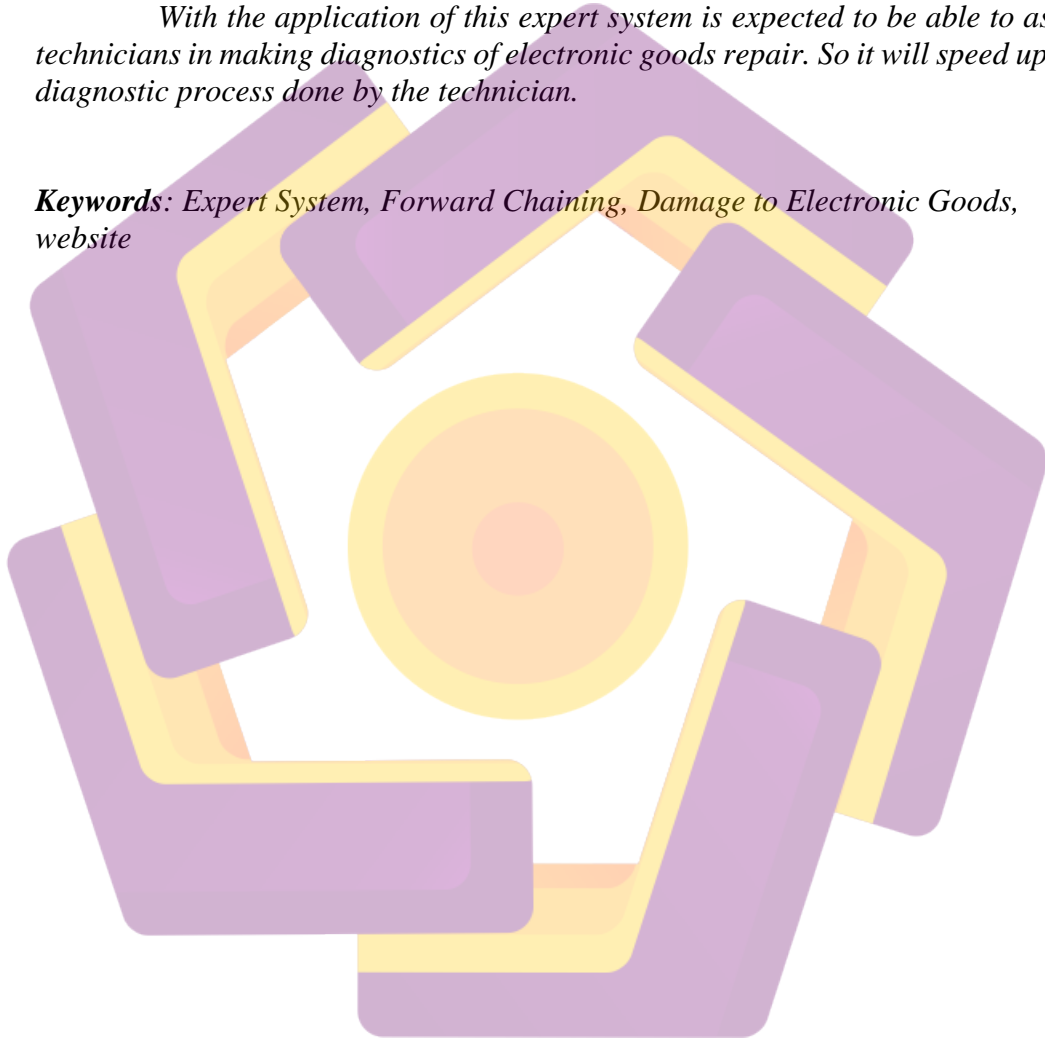 With the application of this expert system is expected to be able to as
technicians in making diagnostics of electronic goods repair. So it will speed up
diagnostic process done by the technician.
Keywords: Expert System, Forward Chaining, Damage to Electronic Goods,
website